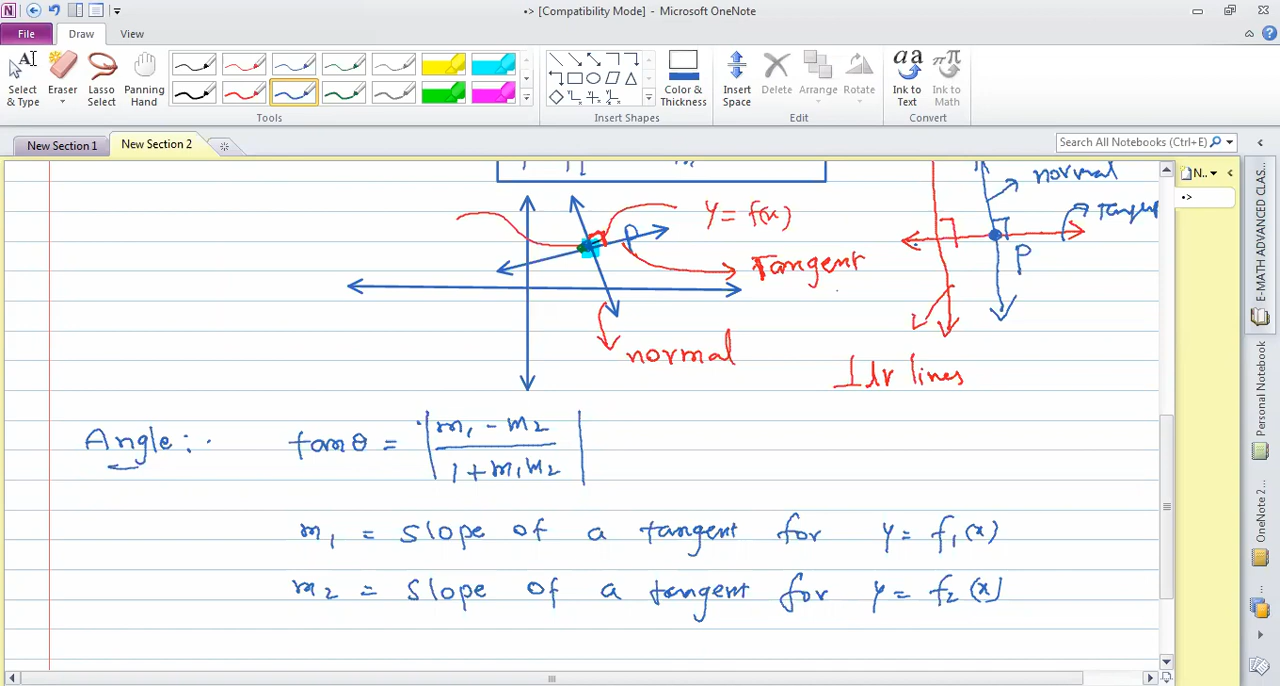 •> [Compatibility Mode] - Microsoft OneNote
File Draw View
Select & Type
Eraser
Lasso Select
Panning Hand
Color & Thickness
Insert Space
Delete
Arrange
Rotate
Ink to Text
Ink to Math
Tools
Insert Shapes
Edit
Convert
New Section 1
New Section 2
Search All Notebooks (Ctrl+E)
N..
•>
E-MATH ADVANCED CLAS...
Personal Notebook
OneNote 2...
normal
Tangent
y = f(x)
P
Tangent
P
normal
⊥lr lines
Angle :- tanθ = | m₁ - m₂ / 1 + m₁m₂ |
m₁ = slope of a tangent for y = f₁(x)
m₂ = slope of a tangent for y = f₂(x)